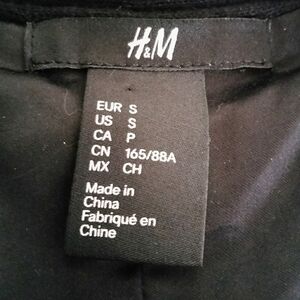 H&M
EUR S
US S
CA P
CN 165/88A
MX CH
Made in
China
Fabriqué en
Chine